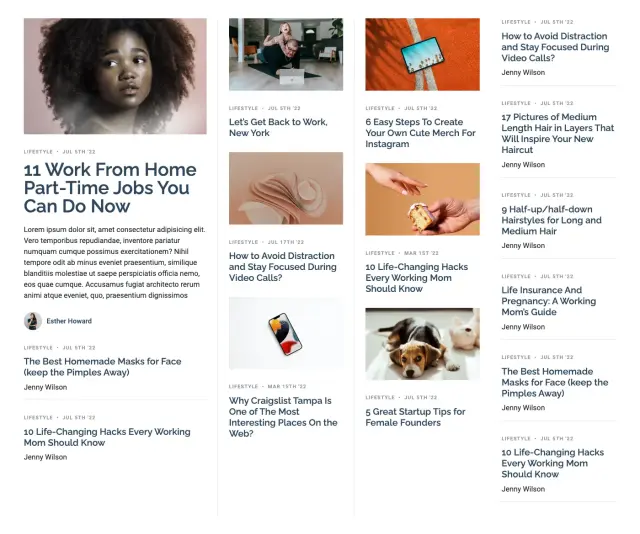 LIFESTYLE • JUL 5TH '22
11 Work From Home
Part-Time Jobs You
Can Do Now
Lorem ipsum dolor sit, amet consectetur adipisicing elit.
Vero temporibus repudiandae, inventore pariatur
numquam cumque possimus exercitationem? Nihil
tempore odit ab minus eveniet praesentium, similique
blanditiis molestiae ut saepe perspiciatis officia nemo,
eos quae cumque. Accusamus fugiat architecto rerum
animi atque eveniet, quo, praesentium dignissimos
Esther Howard
LIFESTYLE • JUL 5TH '22
The Best Homemade Masks for Face
(keep the Pimples Away)
Jenny Wilson
LIFESTYLE • JUL 5TH '22
10 Life-Changing Hacks Every Working
Mom Should Know
Jenny Wilson
LIFESTYLE • JUL 5TH '22
Let's Get Back to Work,
New York
LIFESTYLE • JUL 17TH '22
How to Avoid Distraction
and Stay Focused During
Video Calls?
LIFESTYLE • MAR 15TH '22
Why Craigslist Tampa Is
One of The Most
Interesting Places On the
Web?
LIFESTYLE • JUL 5TH '22
6 Easy Steps To Create
Your Own Cute Merch For
Instagram
LIFESTYLE • MAR 1ST '22
10 Life-Changing Hacks
Every Working Mom
Should Know
LIFESTYLE • JUL 5TH '22
5 Great Startup Tips for
Female Founders
LIFESTYLE • JUL 5TH '22
How to Avoid Distraction
and Stay Focused During
Video Calls?
Jenny Wilson
LIFESTYLE • JUL 5TH '22
17 Pictures of Medium
Length Hair in Layers That
Will Inspire Your New
Haircut
Jenny Wilson
LIFESTYLE • JUL 5TH '22
9 Half-up/half-down
Hairstyles for Long and
Medium Hair
Jenny Wilson
LIFESTYLE • JUL 5TH '22
Life Insurance And
Pregnancy: A Working
Mom's Guide
Jenny Wilson
LIFESTYLE • JUL 5TH '22
The Best Homemade
Masks for Face (keep the
Pimples Away)
Jenny Wilson
LIFESTYLE • JUL 5TH '22
10 Life-Changing Hacks
Every Working Mom
Should Know
Jenny Wilson